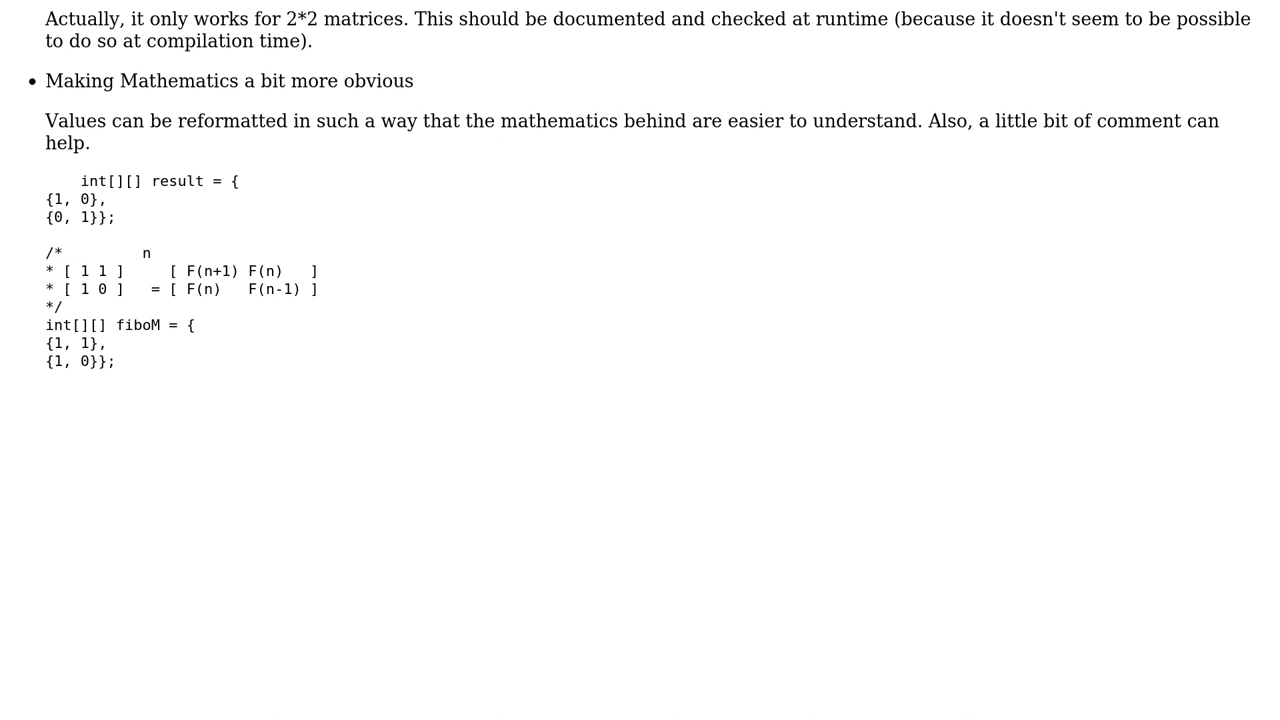 Actually, it only works for 2*2 matrices. This should be documented and checked at runtime (because it doesn't seem to be possible
to do so at compilation time).
• Making Mathematics a bit more obvious
Values can be reformatted in such a way that the mathematics behind are easier to understand. Also, a little bit of comment can
help.
    int[][] result = {
{1, 0},
{0, 1}};
/*         n
* [ 1 1 ]     [ F(n+1) F(n)   ]
* [ 1 0 ]   = [ F(n)   F(n-1) ]
*/
int[][] fiboM = {
{1, 1},
{1, 0}};